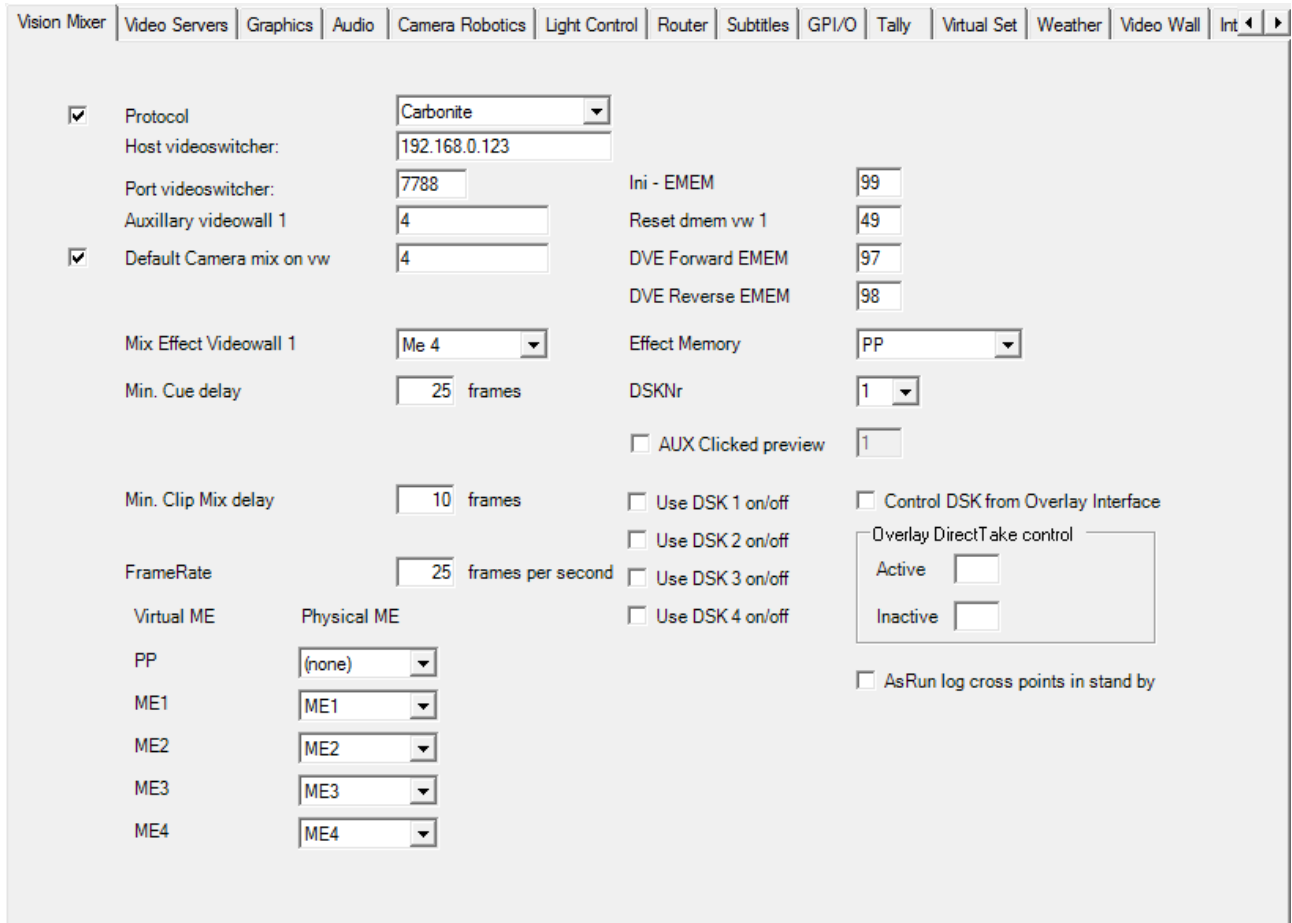 Vision Mixer Video Servers Graphics Audio Camera Robotics Light Control Router Subtitles GPI/O Tally Virtual Set Weather Video Wall Int
Protocol Carbonite
Host videoswitcher: 192.168.0.123
Port videoswitcher: 7788 Ini - EMEM 99
Auxillary videowall 1 4 Reset dmem vw 1 49
Default Camera mix on vw 4 DVE Forward EMEM 97
DVE Reverse EMEM 98
Mix Effect Videowall 1 Me 4 Effect Memory PP
Min. Cue delay 25 frames DSKNr 1
AUX Clicked preview 1
Min. Clip Mix delay 10 frames Use DSK 1 on/off Control DSK from Overlay Interface
Use DSK 2 on/off Overlay DirectTake control
FrameRate 25 frames per second Use DSK 3 on/off Active
Virtual ME Physical ME Use DSK 4 on/off Inactive
PP (none)
AsRun log cross points in stand by
ME1 ME1
ME2 ME2
ME3 ME3
ME4 ME4